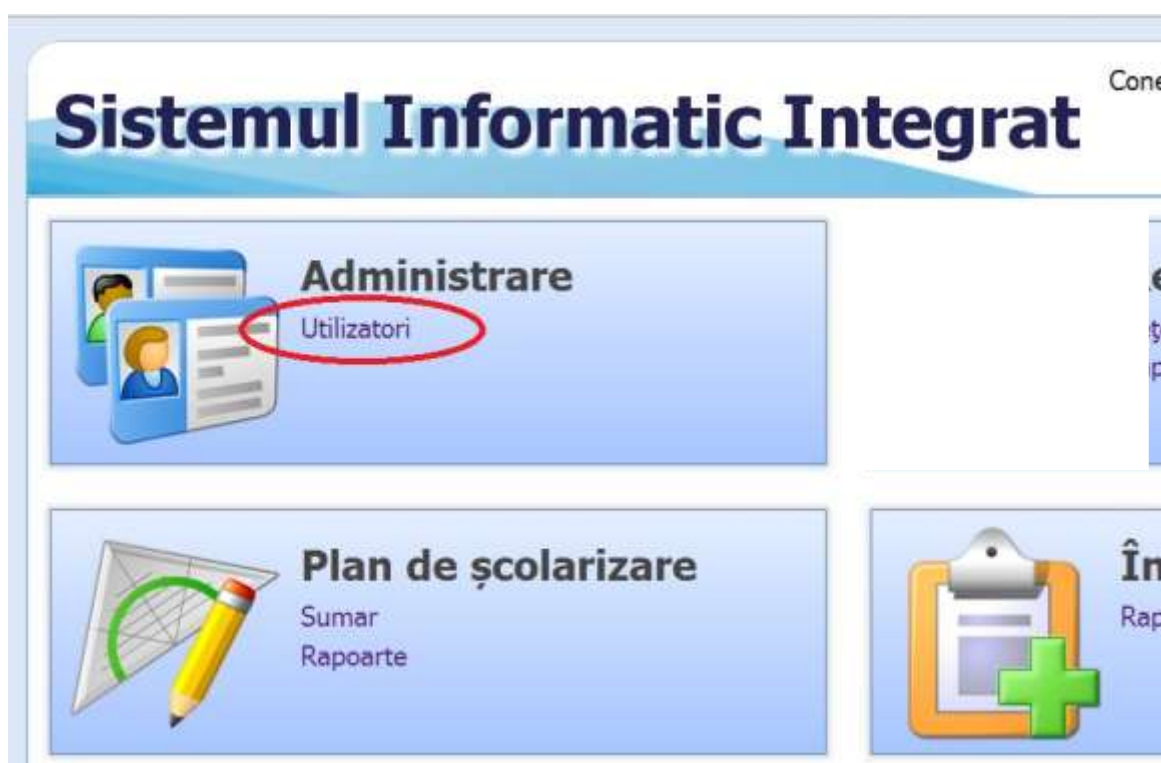 Sistemul Informatic Integrat
Administrare
Utilizatori
Plan de școlarizare
Sumar
Rapoarte